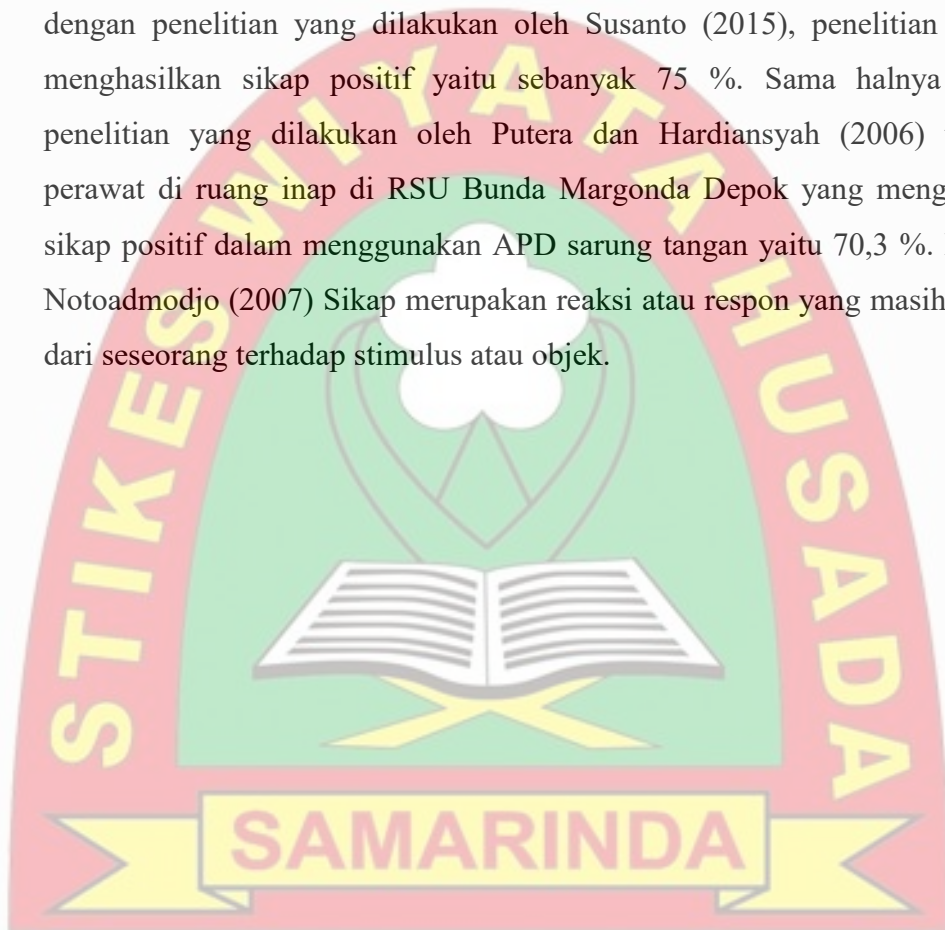 dengan penelitian yang dilakukan oleh Susanto (2015), penelitian
menghasilkan sikap positif yaitu sebanyak 75 %. Sama halnya
penelitian yang dilakukan oleh Putera dan Hardiansyah (2006)
perawat di ruang inap di RSU Bunda Margonda Depok yang meng
sikap positif dalam menggunakan APD sarung tangan yaitu 70,3 %.
Notoadmodjo (2007) Sikap merupakan reaksi atau respon yang masih
dari seseorang terhadap stimulus atau objek.
STIKES WIYATA HUSADA
SAMARINDA